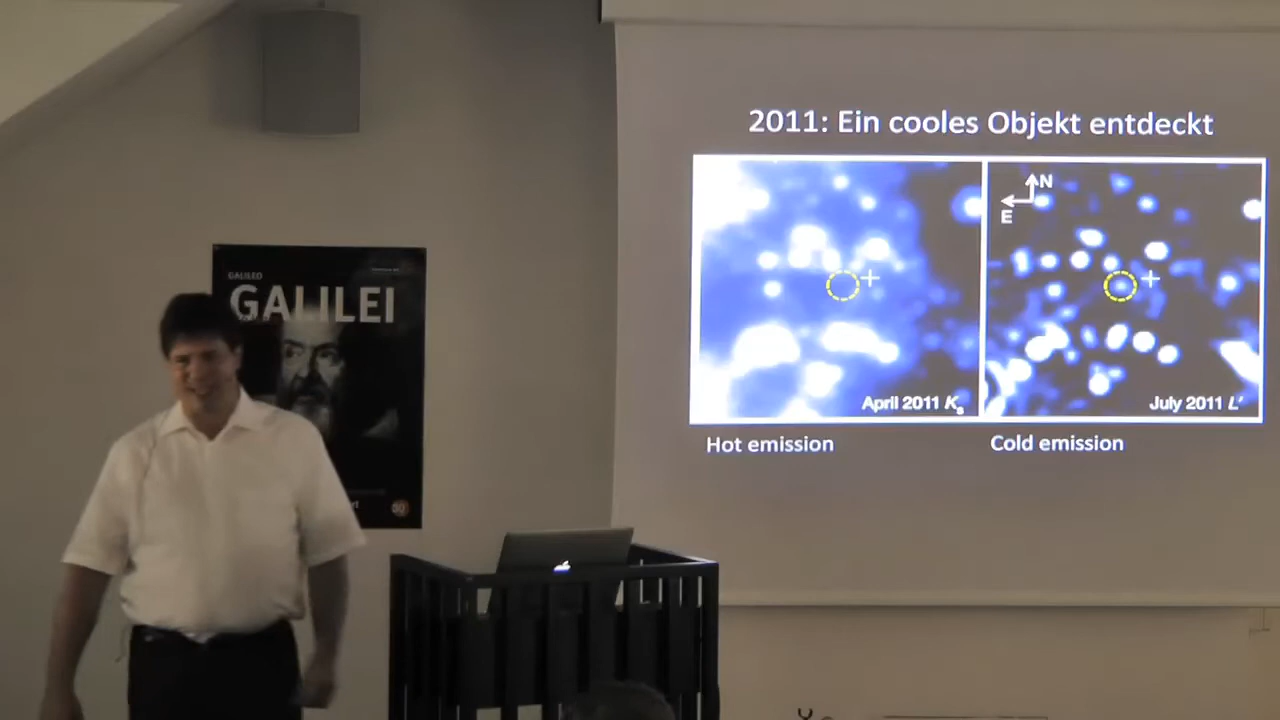 2011: Ein cooles Objekt entdeckt
N
E
April 2011 Ks
July 2011 L'
Hot emission
Cold emission
GALILEO
GALILEI